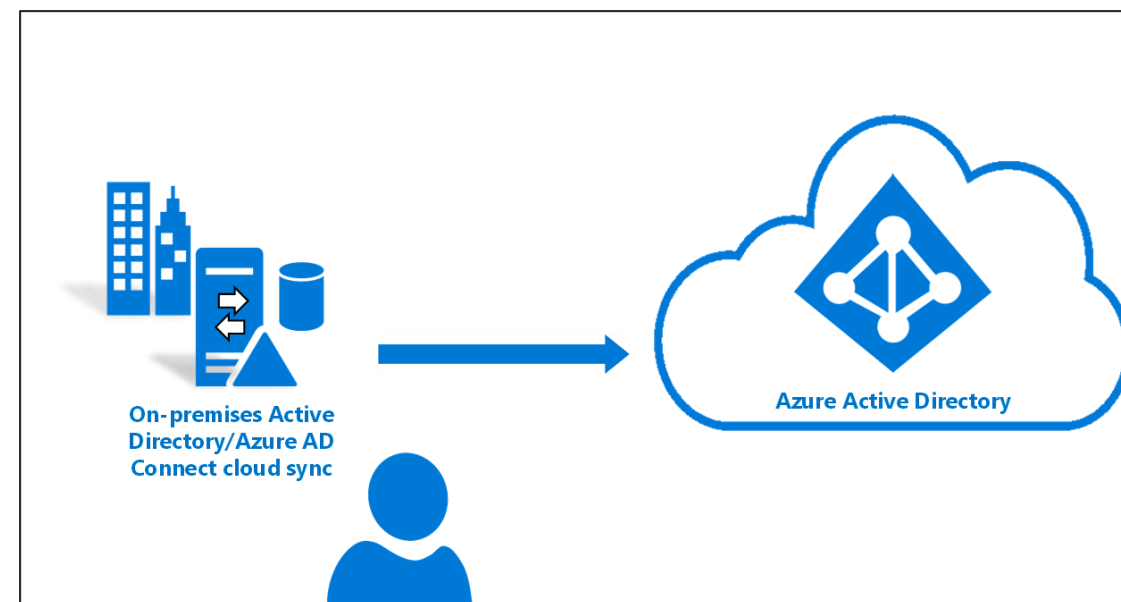 On-premises Active
Directory/Azure AD
Connect cloud sync
Azure Active Directory